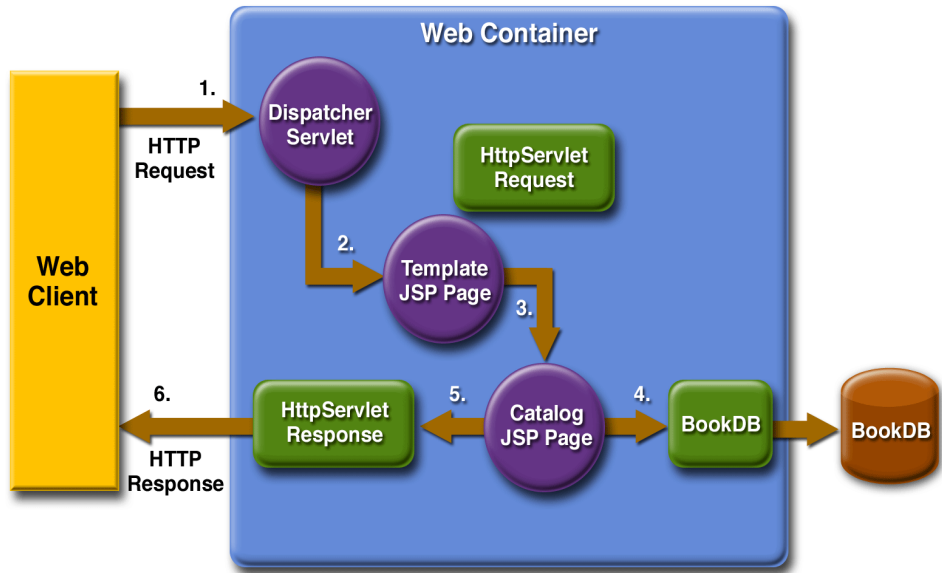 Web Container
1.
Dispatcher
Servlet
HTTP
Request
HttpServlet
Request
2.
Template
JSP Page
3.
Web
Client
6.
HttpServlet
Response
5.
Catalog
JSP Page
4.
BookDB
BookDB
HTTP
Response